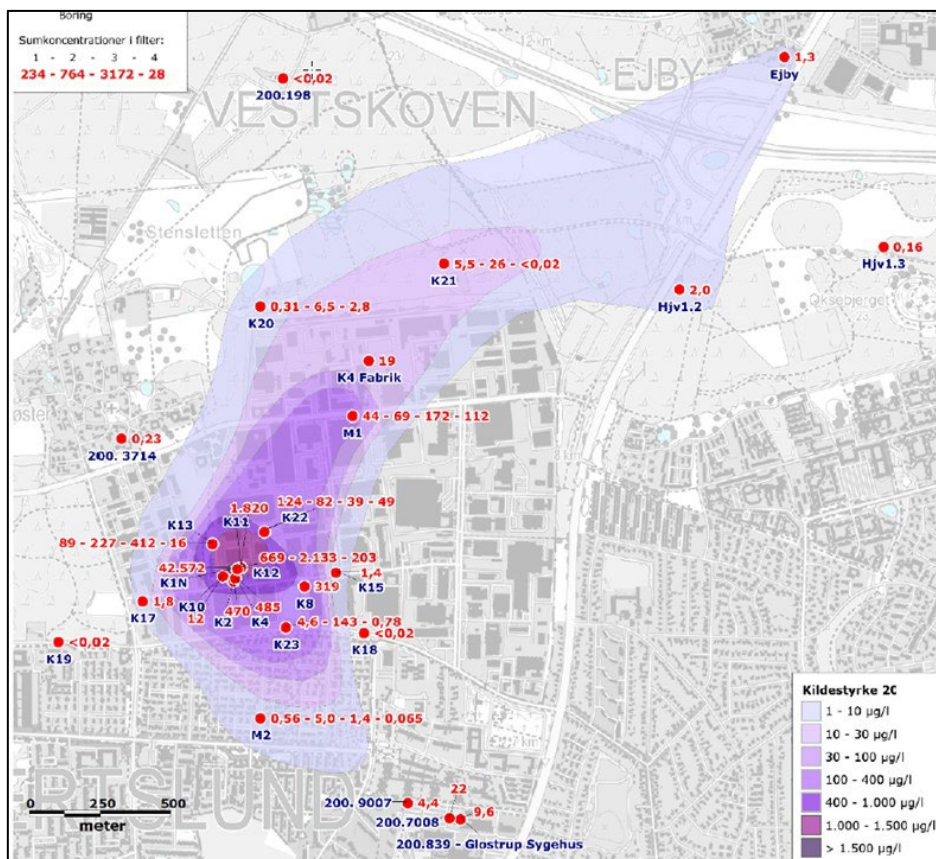 Boring
Sumkoncentrationer i filter:
1 - 2 - 3 - 4
234 - 764 - 3172 - 28
EJBY
VESTSKOVEN
1,3
Ejby
<0,02
200.198
Stensletten
9 km
0,16
Hjv1.3
5,5 - 26 - <0,02
K21
2,0
Hjv1.2
Oksebjerget
0,31 - 6,5 - 2,8
K20
19
K4 Fabrik
44 - 69 - 172 - 112
M1
0,23
200. 3714
8 km
124 - 82 - 39 - 49
1.820
K11
K22
K13
89 - 227 - 412 - 16
669 - 2.133 - 203
42.572
K12
K1N
1,4
K15
319
K8
K10
K2
K4
470
485
12
1,8
K17
4,6 - 143 - 0,78
K23
<0,02
K18
<0,02
K19
0,56 - 5,0 - 1,4 - 0,065
M2
RTSLUND
0 200 500
meter
200. 9007
4,4
22
200.7008
9,6
200.839 - Glostrup Sygehus
Kildestyrke 20
1 - 10 µg/l
10 - 30 µg/l
30 - 100 µg/l
100 - 400 µg/l
400 - 1.000 µg/l
1.000 - 1.500 µg/l
> 1.500 µg/l